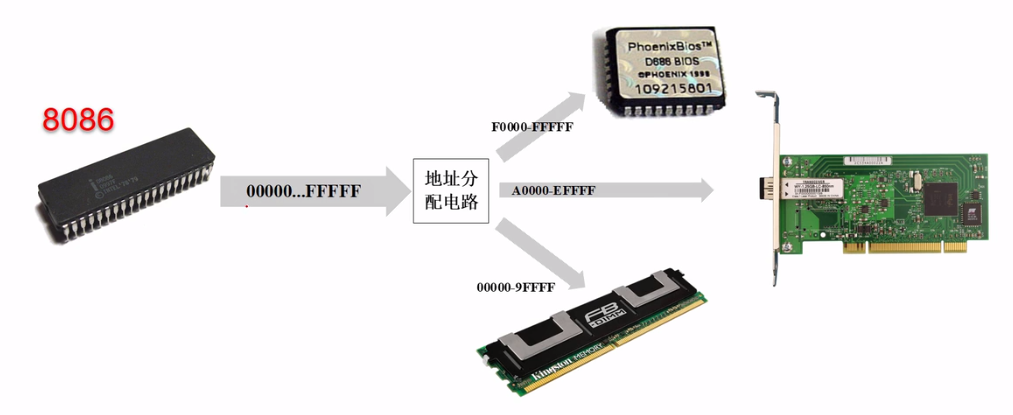 8086
00000...FFFFF
地址分
配电路
F0000-FFFFF
A0000-EFFFF
00000-9FFFF
PhoenixBios™
D686 BIOS
©PHOENIX 1998
109215801
FB
DIMM
Kingston MEMORY